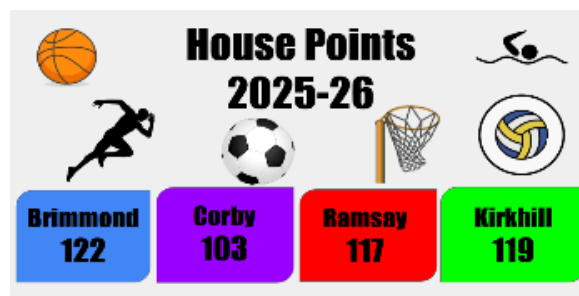 House Points
2025-26
Brimmond
122
Corby
103
Ramsay
117
Kirkhill
119